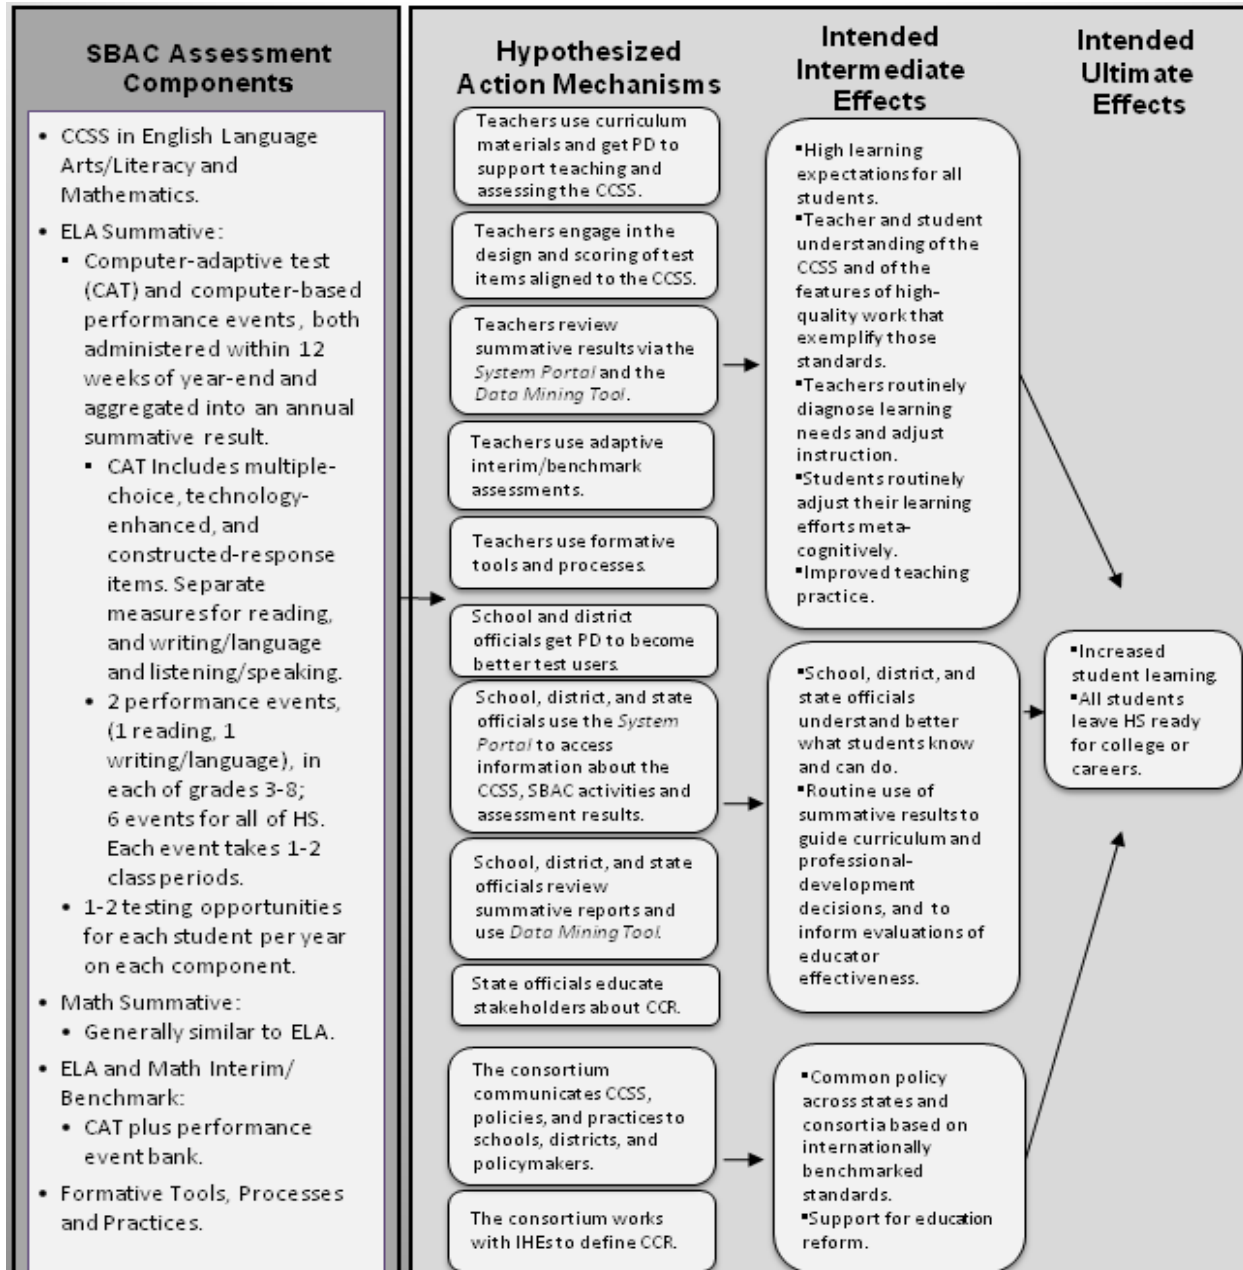 SBAC Assessment
Components
• CCSS in English Language
Arts/Literacy and
Mathematics.
• ELA Summative:
▪ Computer-adaptive test
(CAT) and computer-based
performance events, both
administered within 12
weeks of year-end and
aggregated into an annual
summative result.
▪ CAT Includes multiple-
choice, technology-
enhanced, and
constructed-response
items. Separate
measures for reading,
and writing/language
and listening/speaking.
• 2 performance events,
(1 reading, 1
writing/language), in
each of grades 3-8;
6 events for all of HS.
Each event takes 1-2
class periods.
• 1-2 testing opportunities
for each student per year
on each component.
• Math Summative:
• Generally similar to ELA.
• ELA and Math Interim/
Benchmark:
• CAT plus performance
event bank.
• Formative Tools, Processes
and Practices.
Hypothesized
Action Mechanisms
Teachers use curriculum
materials and get PD to
support teaching and
assessing the CCSS.
Teachers engage in the
design and scoring of test
items aligned to the CCSS.
Teachers review
summative results via the
System Portal and the
Data Mining Tool.
Teachers use adaptive
interim/benchmark
assessments.
Teachers use formative
tools and processes.
School and district
officials get PD to become
better test users.
School, district, and state
officials use the System
Portal to access
information about the
CCSS, SBAC activities and
assessment results.
School, district, and state
officials review
summative reports and
use Data Mining Tool.
State officials educate
stakeholders about CCR.
The consortium
communicates CCSS,
policies, and practices to
schools, districts, and
policymakers.
The consortium works
with IHEs to define CCR.
Intended
Intermediate
Effects
▪High learning
expectations for all
students.
▪Teacher and student
understanding of the
CCSS and of the
features of high-
quality work that
exemplify those
standards.
▪Teachers routinely
diagnose learning
needs and adjust
instruction.
▪Students routinely
adjust their learning
efforts meta-
cognitively.
▪Improved teaching
practice.
▪School, district, and
state officials
understand better
what students know
and can do.
▪Routine use of
summative results to
guide curriculum and
professional-
development
decisions, and to
inform evaluations of
educator
effectiveness.
▪Common policy
across states and
consortia based on
internationally
benchmarked
standards.
▪Support for education
reform.
Intended
Ultimate
Effects
▪Increased
student learning.
▪All students
leave HS ready
for college or
careers.